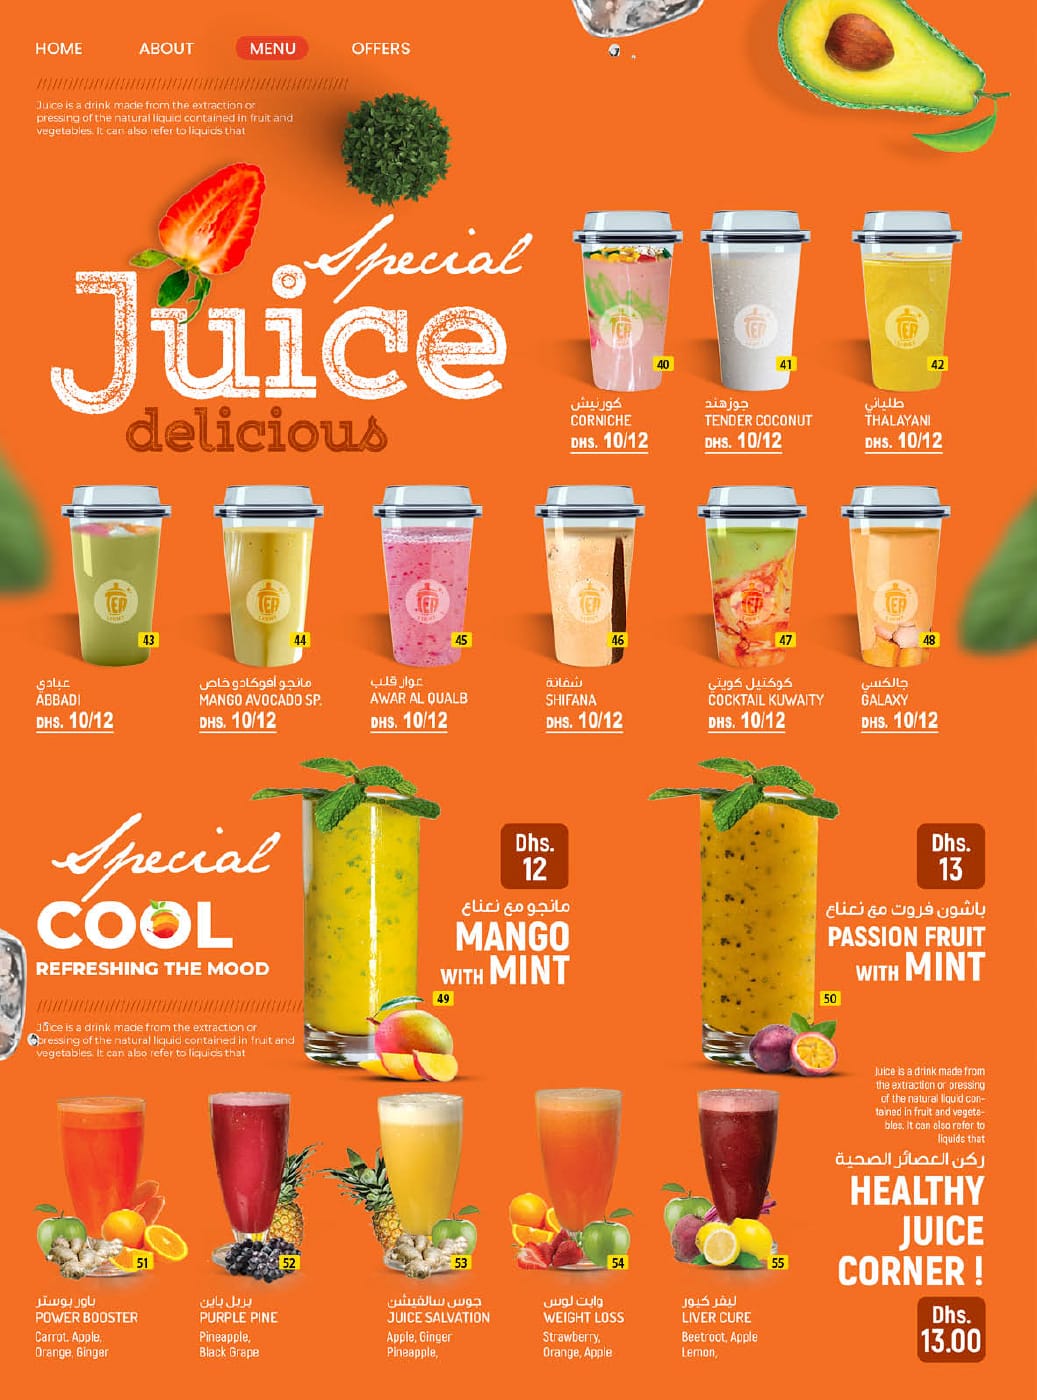 HOME ABOUT MENU OFFERS
Juice is a drink made from the extraction or
pressing of the natural liquid contained in fruit and
vegetables. It can also refer to liquids that
Special
Juice
delicious
40
كورنيش
CORNICHE
DHS. 10/12
41
جوز هند
TENDER COCONUT
DHS. 10/12
42
طلياني
THALAYANI
DHS. 10/12
43
عبادي
ABBADI
DHS. 10/12
44
مانجو أفوكادو خاص
MANGO AVOCADO SP.
DHS. 10/12
45
عوار قلب
AWAR AL QUALB
DHS. 10/12
46
شفانة
SHIFANA
DHS. 10/12
47
كوكتيل كويتي
COCKTAIL KUWAITY
DHS. 10/12
48
جالكسي
GALAXY
DHS. 10/12
Special
COOL
REFRESHING THE MOOD
Juice is a drink made from the extraction or
pressing of the natural liquid contained in fruit and
vegetables. It can also refer to liquids that
Dhs.
12
مانجو مع نعناع
MANGO
WITH MINT
49
Dhs.
13
باشون فروت مع نعناع
PASSION FRUIT
WITH MINT
50
Juice is a drink made from
the extraction or pressing
of the natural liquid con-
tained in fruit and vegeta-
bles. It can also refer to
liquids that
ركن العصائر الصحية
HEALTHY
JUICE
CORNER !
Dhs.
13.00
51
باور بوستر
POWER BOOSTER
Carrot, Apple,
Orange, Ginger
52
بربل باين
PURPLE PINE
Pineapple,
Black Grape
53
جوس سالفيشن
JUICE SALVATION
Apple, Ginger
Pineapple,
54
وايت لوس
WEIGHT LOSS
Strawberry,
Orange, Apple
55
ليفر كيور
LIVER CURE
Beetroot, Apple
Lemon,